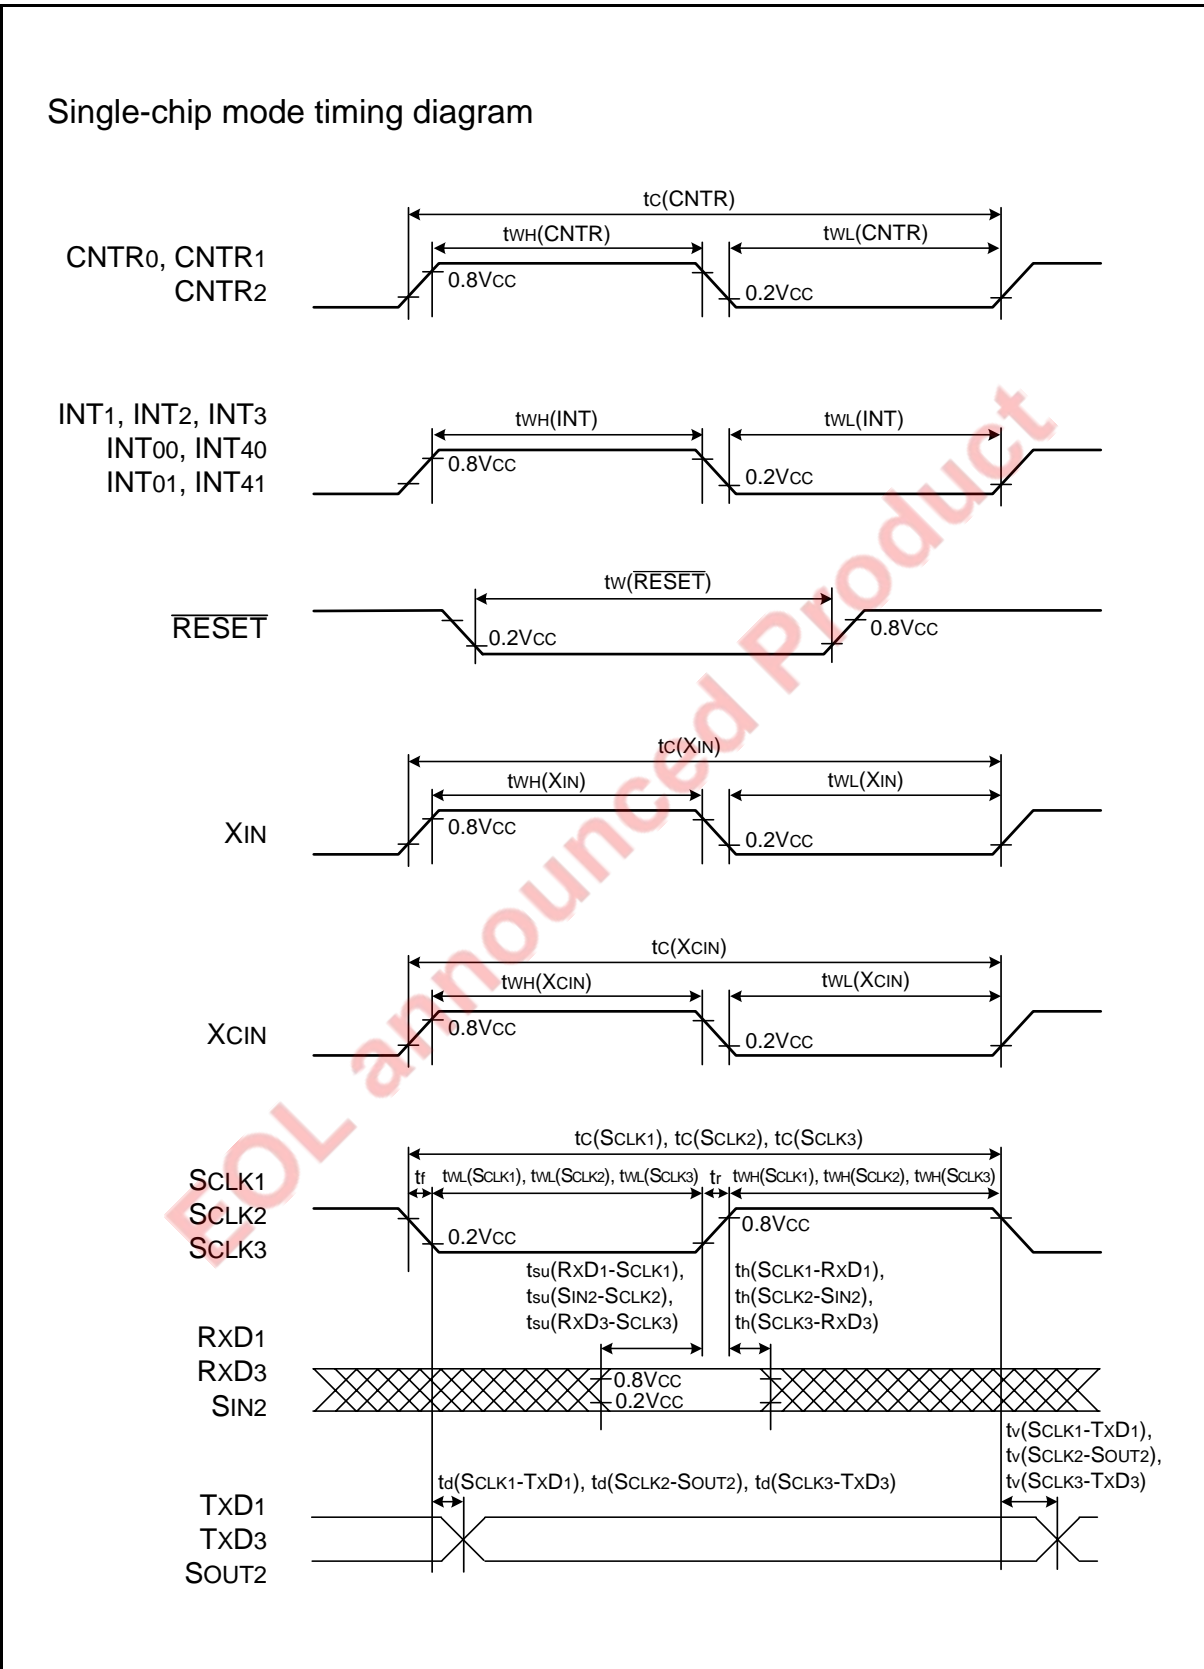 Single-chip mode timing diagram
tC(CNTR)
tWH(CNTR)
tWL(CNTR)
CNTR0, CNTR1
CNTR2
0.8VCC
0.2VCC
INT1, INT2, INT3
INT00, INT40
INT01, INT41
tWH(INT)
tWL(INT)
0.8VCC
0.2VCC
tW(RESET)
RESET
0.2VCC
0.8VCC
tC(XIN)
tWH(XIN)
tWL(XIN)
XIN
0.8VCC
0.2VCC
tC(XCIN)
tWH(XCIN)
tWL(XCIN)
XCIN
0.8VCC
0.2VCC
tC(SCLK1), tC(SCLK2), tC(SCLK3)
tf
tWL(SCLK1), tWL(SCLK2), tWL(SCLK3)
tr
tWH(SCLK1), tWH(SCLK2), tWH(SCLK3)
SCLK1
SCLK2
SCLK3
0.2VCC
0.8VCC
tsu(RXD1-SCLK1),
tsu(SIN2-SCLK2),
tsu(RXD3-SCLK3)
th(SCLK1-RXD1),
th(SCLK2-SIN2),
th(SCLK3-RXD3)
RXD1
RXD3
SIN2
0.8VCC
0.2VCC
tv(SCLK1-TXD1),
tv(SCLK2-SOUT2),
tv(SCLK3-TXD3)
td(SCLK1-TXD1), td(SCLK2-SOUT2), td(SCLK3-TXD3)
TXD1
TXD3
SOUT2
EOL announced Product